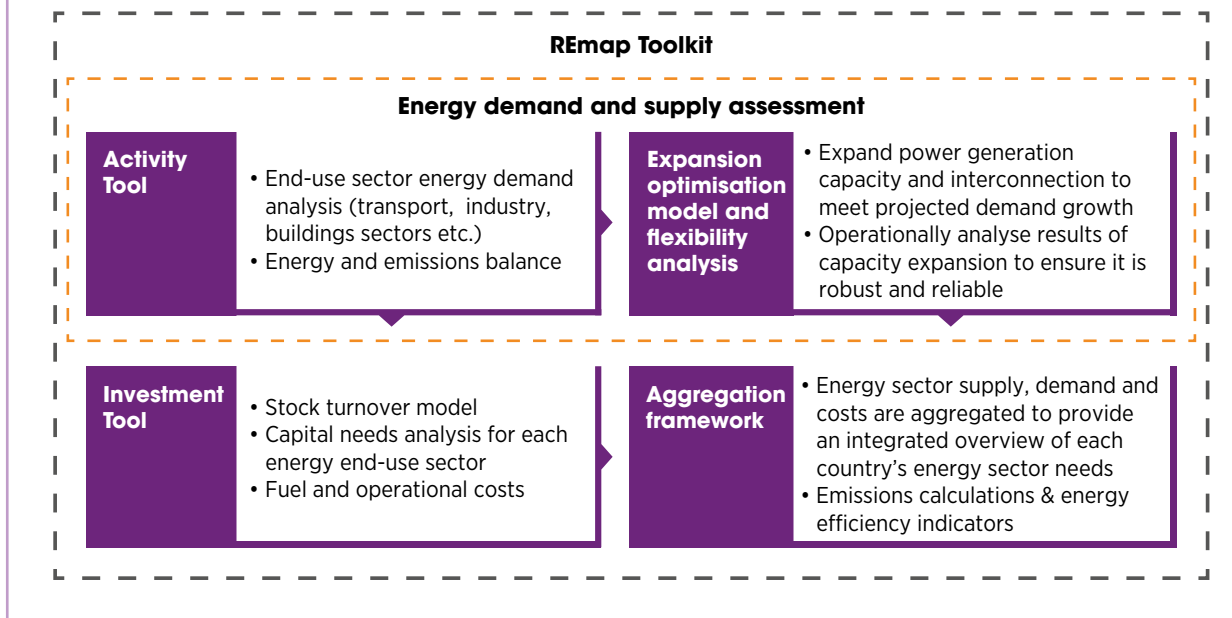 REmap Toolkit
Energy demand and supply assessment
Activity
Tool
• End-use sector energy demand
analysis (transport, industry,
buildings sectors etc.)
• Energy and emissions balance
Expansion
optimisation
model and
flexibility
analysis
• Expand power generation
capacity and interconnection to
meet projected demand growth
• Operationally analyse results of
capacity expansion to ensure it is
robust and reliable
Investment
Tool
• Stock turnover model
• Capital needs analysis for each
energy end-use sector
• Fuel and operational costs
Aggregation
framework
• Energy sector supply, demand and
costs are aggregated to provide
an integrated overview of each
country’s energy sector needs
• Emissions calculations & energy
efficiency indicators